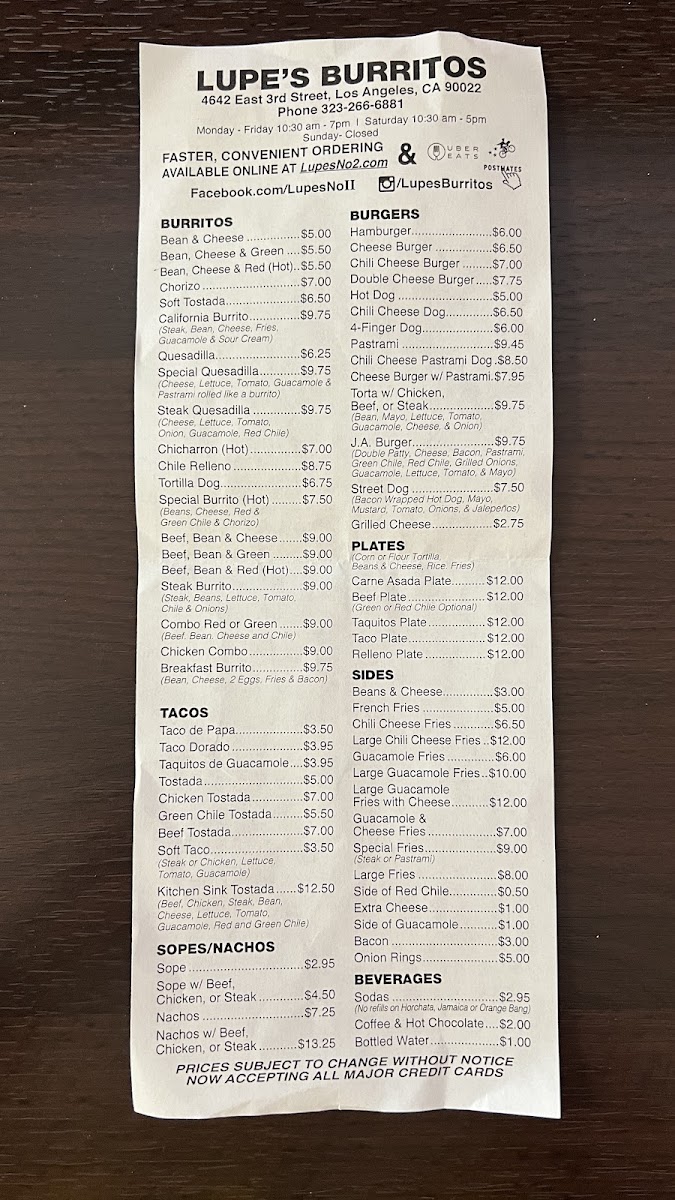 LUPE'S BURRITOS
4642 East 3rd Street, Los Angeles, CA 90022
Phone 323-266-6881
Monday - Friday 10:30 am - 7pm | Saturday 10:30 am - 5pm
Sunday- Closed
FASTER, CONVENIENT ORDERING
AVAILABLE ONLINE AT LupesNo2.com
&
UBER
EATS
POSTMATES
Facebook.com/LupesNoII
/LupesBurritos
BURRITOS
Bean & Cheese ................$5.00
Bean, Cheese & Green ....$5.50
Bean, Cheese & Red (Hot)..$5.50
Chorizo .........................$7.00
Soft Tostada....................$6.50
California Burrito..............$9.75
(Steak, Bean, Cheese, Fries,
Guacamole & Sour Cream)
Quesadilla.......................$6.25
Special Quesadilla...........$9.75
(Cheese, Lettuce, Tomato, Guacamole &
Pastrami rolled like a burrito)
Steak Quesadilla .............$9.75
(Cheese, Lettuce, Tomato,
Onion, Guacamole, Red Chile)
Chicharron (Hot)..............$7.00
Chile Relleno ..................$8.75
Tortilla Dog.....................$6.75
Special Burrito (Hot) ........$7.50
(Beans, Cheese, Red &
Green Chile & Chorizo)
Beef, Bean & Cheese......$9.00
Beef, Bean & Green .......$9.00
Beef, Bean & Red (Hot)....$9.00
Steak Burrito...................$9.00
(Steak, Beans, Lettuce, Tomato,
Chile & Onions)
Combo Red or Green ......$9.00
(Beef, Bean, Cheese and Chile)
Chicken Combo...............$9.00
Breakfast Burrito..............$9.75
(Bean, Cheese, 2 Eggs, Fries & Bacon)
TACOS
Taco de Papa..................$3.50
Taco Dorado ...................$3.95
Taquitos de Guacamole....$3.95
Tostada..........................$5.00
Chicken Tostada..............$7.00
Green Chile Tostada........$5.50
Beef Tostada...................$7.00
Soft Taco........................$3.50
(Steak or Chicken, Lettuce,
Tomato, Guacamole)
Kitchen Sink Tostada ......$12.50
(Beef, Chicken, Steak, Bean,
Cheese, Lettuce, Tomato,
Guacamole, Red and Green Chile)
SOPES/NACHOS
Sope ..............................$2.95
Sope w/ Beef,
Chicken, or Steak ............$4.50
Nachos ..........................$7.25
Nachos w/ Beef,
Chicken, or Steak ..........$13.25
BURGERS
Hamburger......................$6.00
Cheese Burger ...............$6.50
Chili Cheese Burger ........$7.00
Double Cheese Burger....$7.75
Hot Dog .........................$5.00
Chili Cheese Dog............$6.50
4-Finger Dog...................$6.00
Pastrami ........................$9.45
Chili Cheese Pastrami Dog .$8.50
Cheese Burger w/ Pastrami.$7.95
Torta w/ Chicken,
Beef, or Steak.................$9.75
(Bean, Mayo, Lettuce, Tomato,
Guacamole, Cheese, & Onion)
J.A. Burger.....................$9.75
(Double Patty, Cheese, Bacon, Pastrami,
Green Chile, Red Chile, Grilled Onions,
Guacamole, Lettuce, Tomato, & Mayo)
Street Dog ......................$7.50
(Bacon Wrapped Hot Dog, Mayo,
Mustard, Tomato, Onions, & Jalepeños)
Grilled Cheese................$2.75
PLATES
(Corn or Flour Tortilla,
Beans & Cheese, Rice, Fries)
Carne Asada Plate.........$12.00
Beef Plate .....................$12.00
(Green or Red Chile Optional)
Taquitos Plate ...............$12.00
Taco Plate.....................$12.00
Relleno Plate ................$12.00
SIDES
Beans & Cheese.............$3.00
French Fries ...................$5.00
Chili Cheese Fries ...........$6.50
Large Chili Cheese Fries ..$12.00
Guacamole Fries .............$6.00
Large Guacamole Fries..$10.00
Large Guacamole
Fries with Cheese..........$12.00
Guacamole &
Cheese Fries...................$7.00
Special Fries...................$9.00
(Steak or Pastrami)
Large Fries .....................$8.00
Side of Red Chile............$0.50
Extra Cheese..................$1.00
Side of Guacamole..........$1.00
Bacon ............................$3.00
Onion Rings....................$5.00
BEVERAGES
Sodas ............................$2.95
(No refills on Horchata, Jamaica or Orange Bang)
Coffee & Hot Chocolate....$2.00
Bottled Water..................$1.00
PRICES SUBJECT TO CHANGE WITHOUT NOTICE
NOW ACCEPTING ALL MAJOR CREDIT CARDS